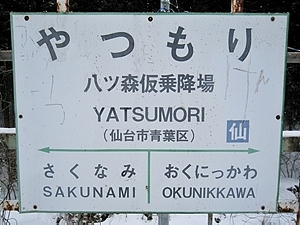 やつもり
八ツ森仮乗降場
YATSUMORI
(仙台市青葉区)
仙
さくなみ おくにっかわ
SAKUNAMI OKUNIKKAWA